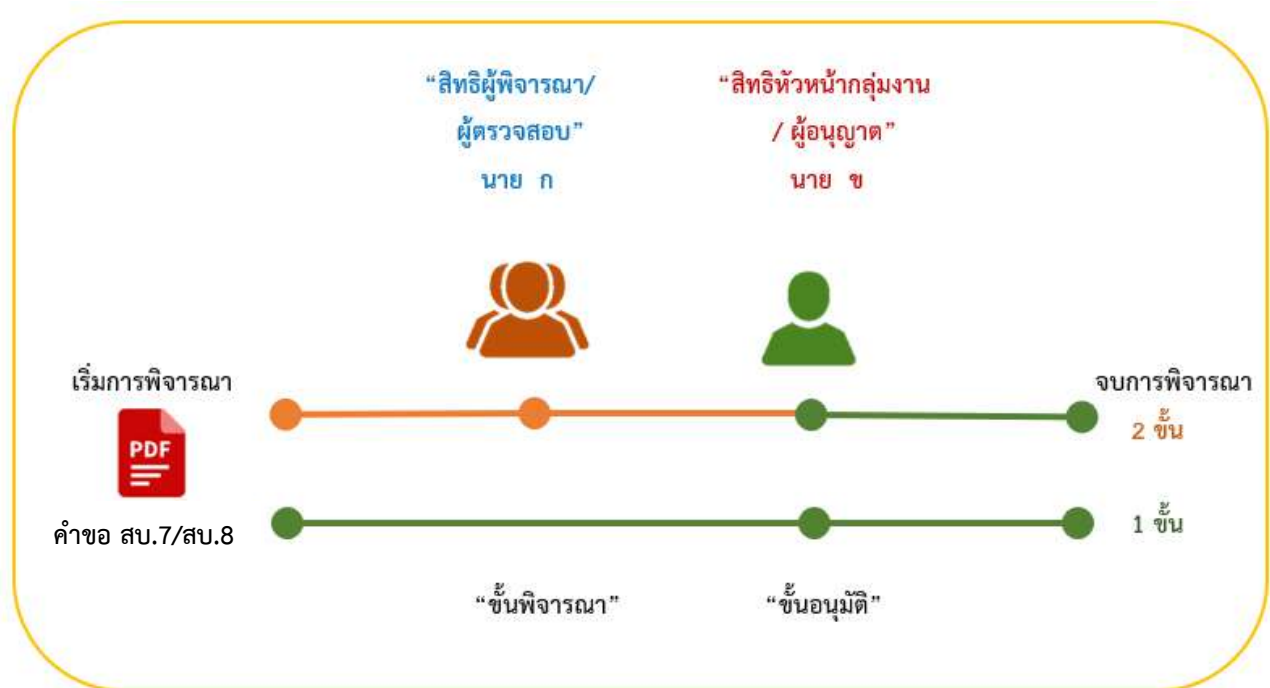 “สิทธิผู้พิจารณา/
ผู้ตรวจสอบ”
นาย ก
“สิทธิหัวหน้ากลุ่มงาน
/ ผู้อนุญาต”
นาย ข
เริ่มการพิจารณา
PDF
คำขอ สบ.7/สบ.8
จบการพิจารณา
2 ขั้น
1 ขั้น
“ขั้นพิจารณา”
“ขั้นอนุมัติ”